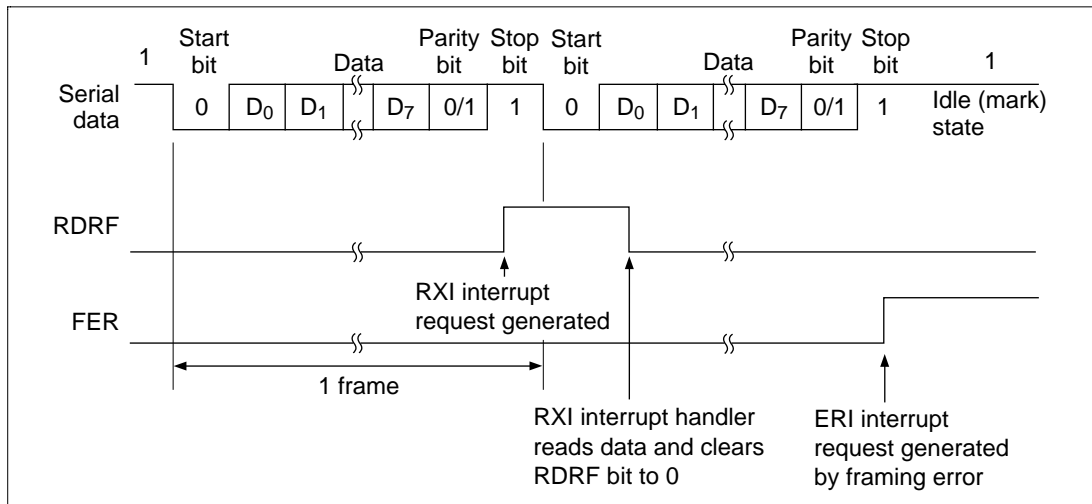 Start bit
Parity bit
Stop bit
Start bit
Parity bit
Stop bit
1
Data
Data
1
Serial data
0
D0
D1
D7
0/1
1
0
D0
D1
D7
0/1
1
Idle (mark) state
RDRF
RXI interrupt
request generated
FER
1 frame
RXI interrupt handler
reads data and clears
RDRF bit to 0
ERI interrupt
request generated
by framing error